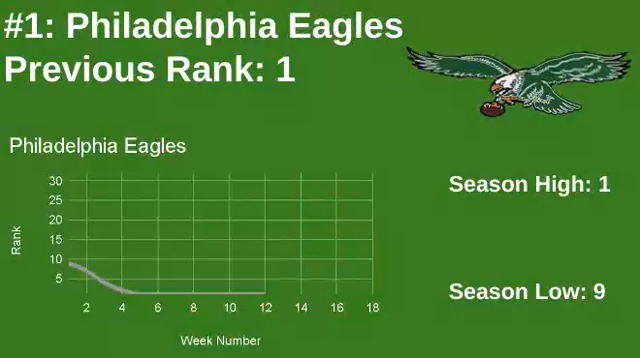 #1: Philadelphia Eagles
Previous Rank: 1
Philadelphia Eagles
Season High: 1
Season Low: 9
Rank
30
25
20
15
10
5
2 4 6 8 10 12 14 16 18
Week Number